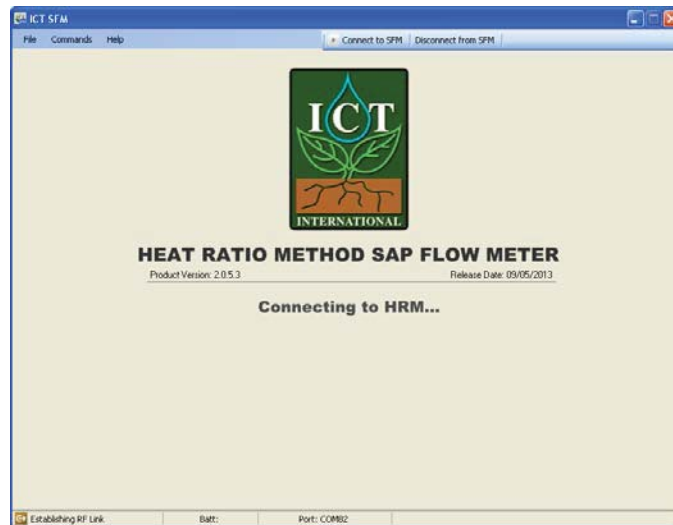 ICT SFM
File Commands Help Connect to SFM Disconnect from SFM
ICT
INTERNATIONAL
HEAT RATIO METHOD SAP FLOW METER
Product Version: 2.0.5.3 Release Date: 09/05/2013
Connecting to HRM...
Establishing RF Link Batt: Port: COM82